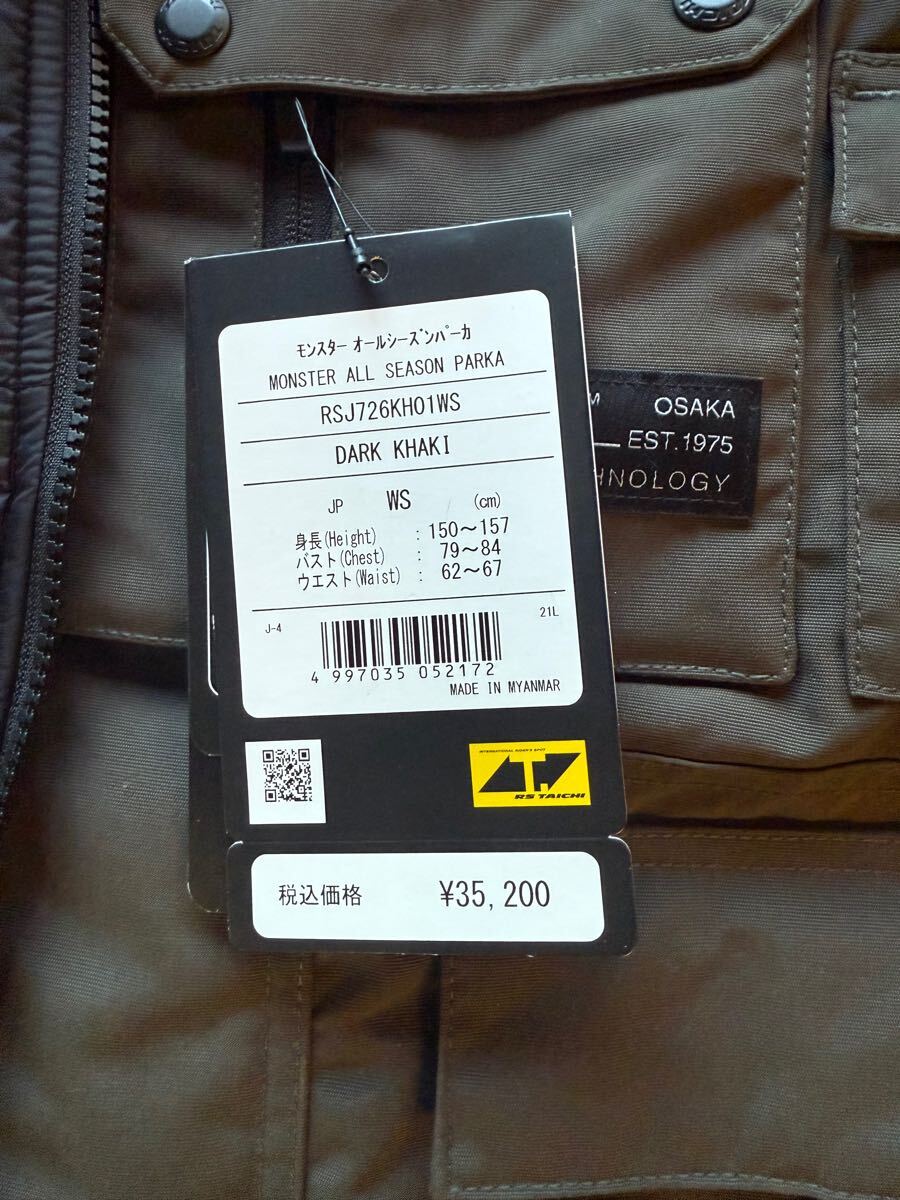 モンスター オールシーズンパーカ
MONSTER ALL SEASON PARKA
RSJ726KH01WS
DARK KHAKI
JP WS (cm)
身長(Height) : 150～157
バスト(Chest) : 79～84
ウエスト(Waist) : 62～67
J-4 21L
4 997035 052172
MADE IN MYANMAR
INTERNATIONAL RIDER'S SPOT
RS TAICHI
税込価格 ¥35,200
M OSAKA
EST.1975
HNOLOGY